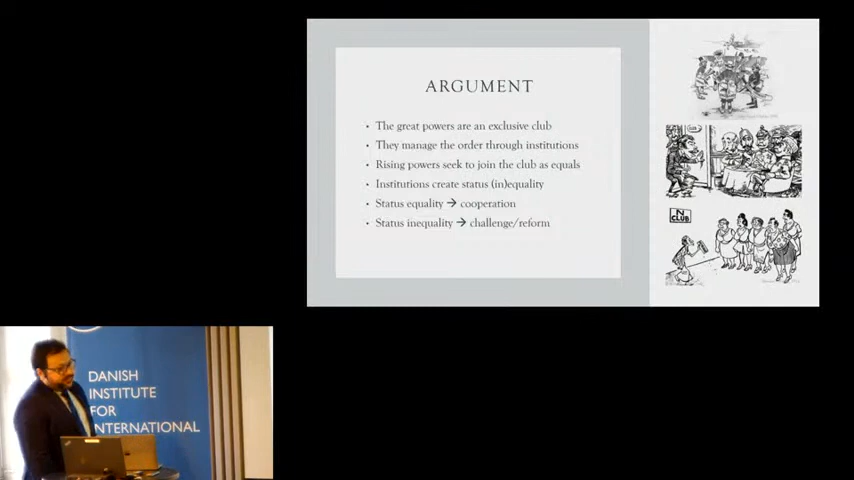 ARGUMENT
• The great powers are an exclusive club
• They manage the order through institutions
• Rising powers seek to join the club as equals
• Institutions create status (in)equality
• Status equality → cooperation
• Status inequality → challenge/reform
N
CLUB
DANISH
INSTITUTE
FOR
INTERNATIONAL